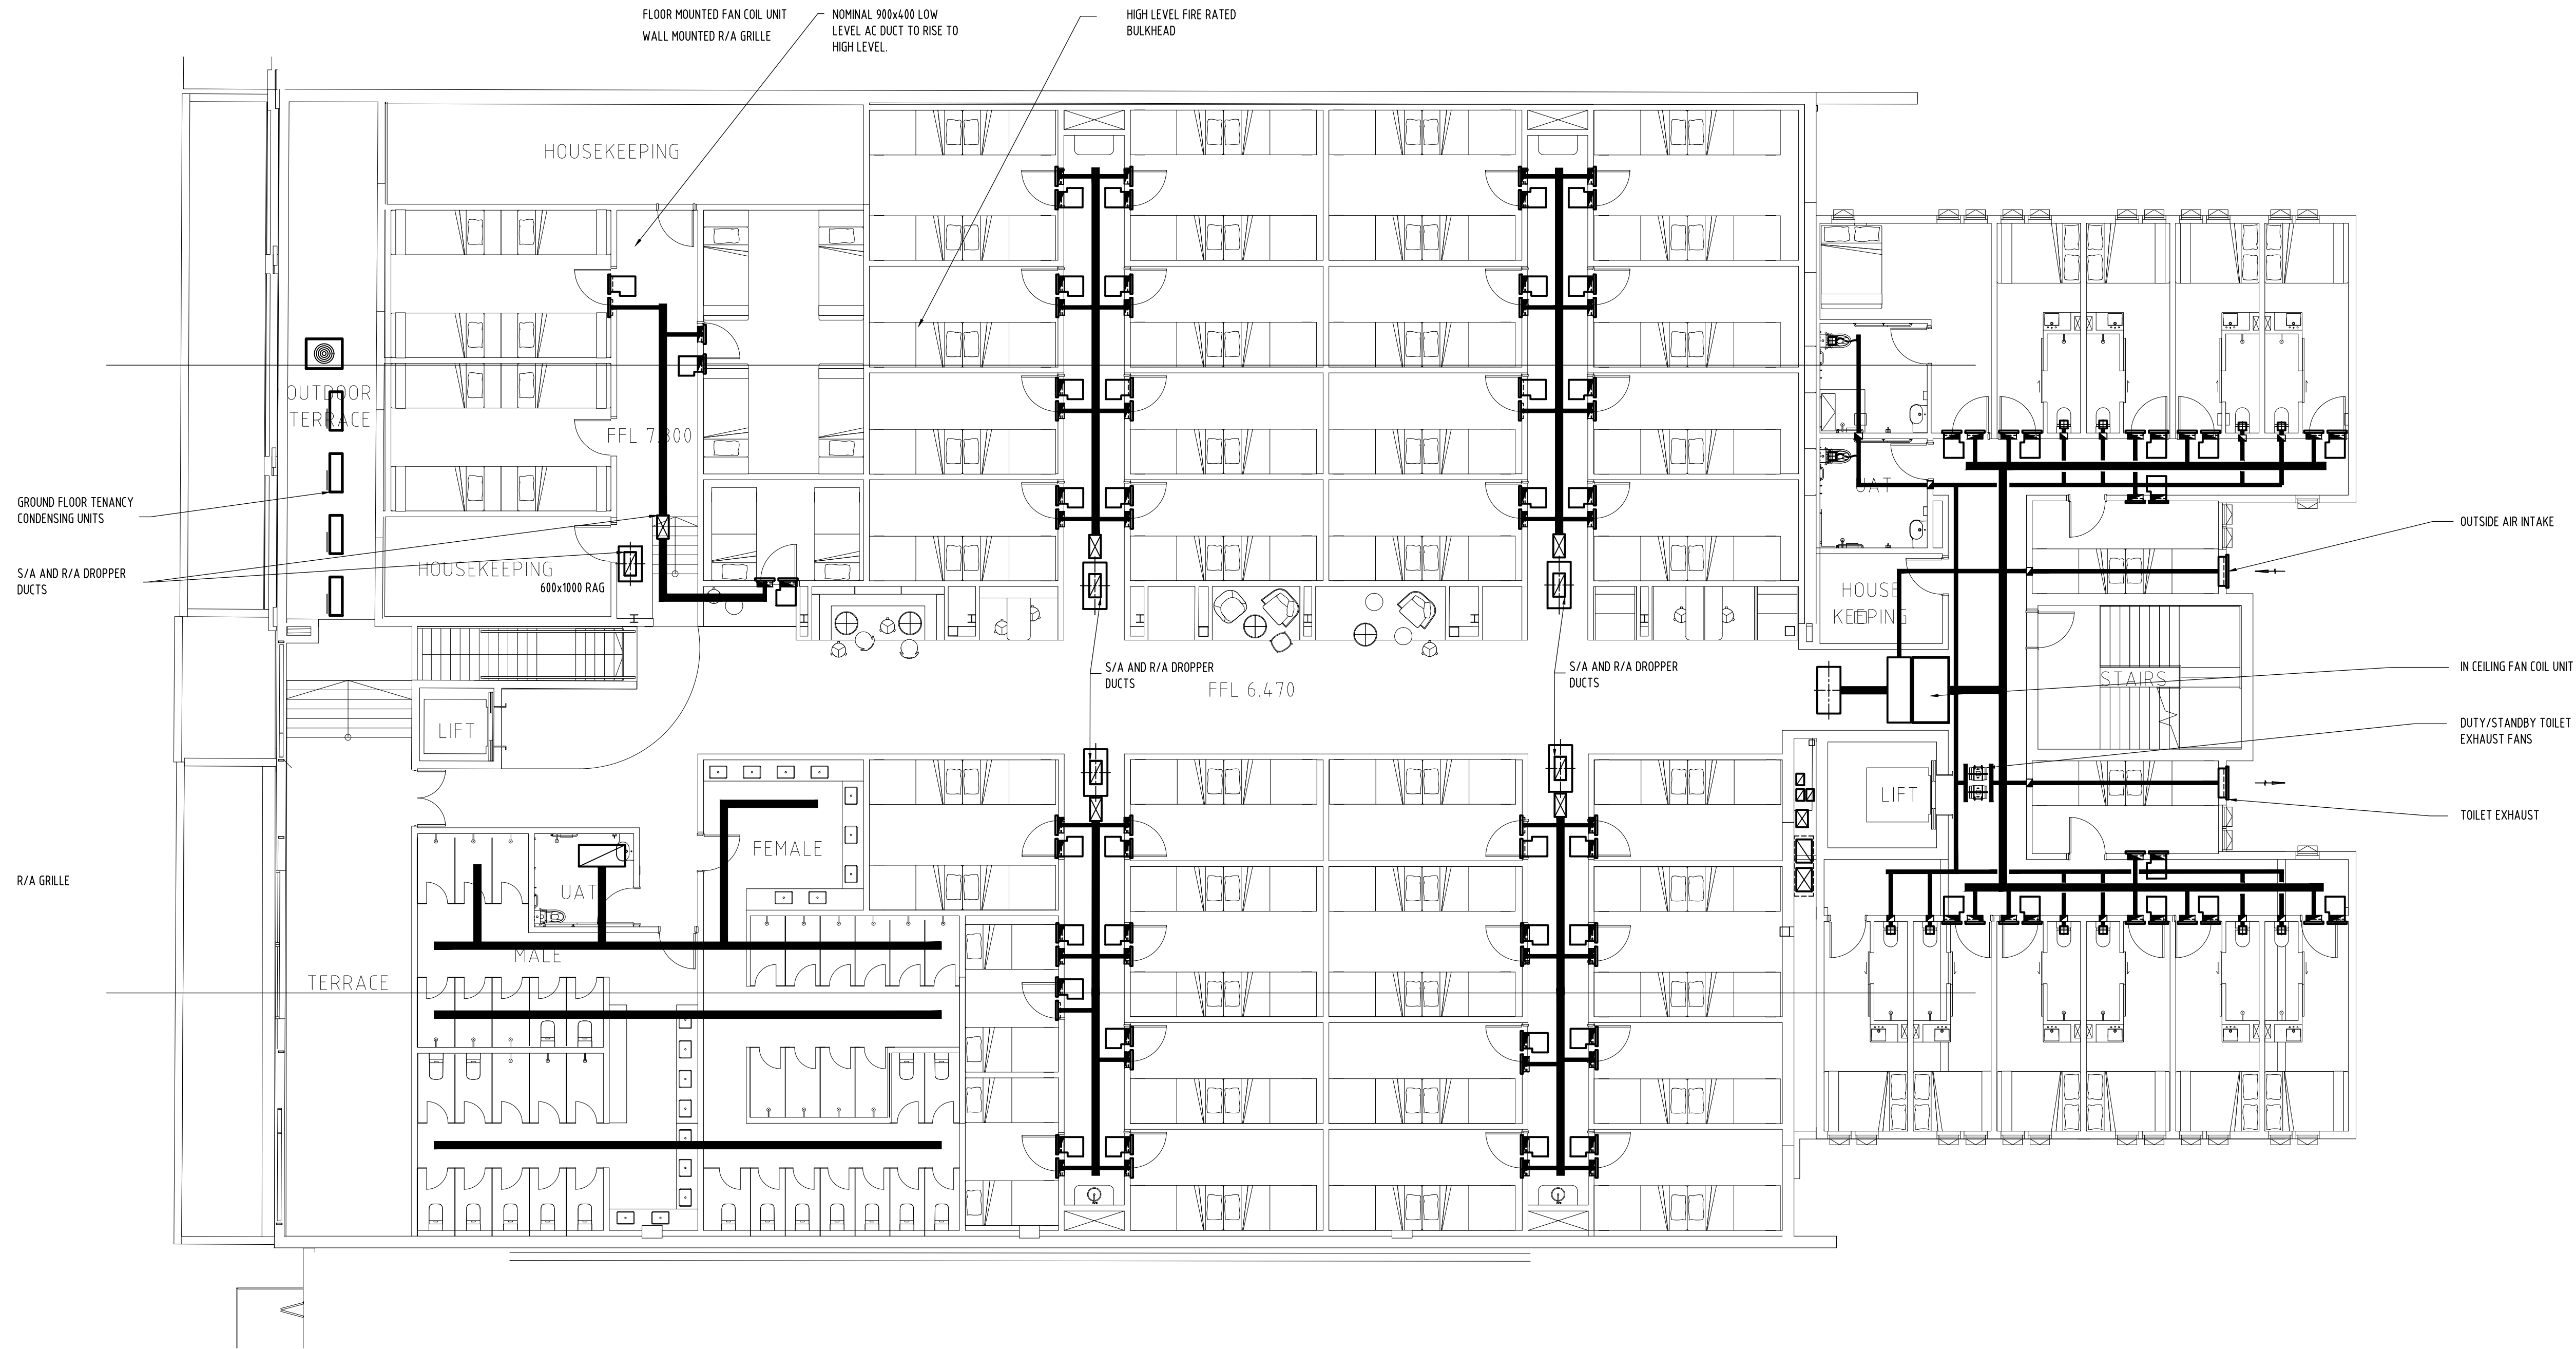 FLOOR MOUNTED FAN COIL UNIT
WALL MOUNTED R/A GRILLE
NOMINAL 900x400 LOW
LEVEL AC DUCT TO RISE TO
HIGH LEVEL.
HIGH LEVEL FIRE RATED
BULKHEAD
HOUSEKEEPING
OUTDOOR
TERRACE
FFL 7.800
GROUND FLOOR TENANCY
CONDENSING UNITS
UAT
OUTSIDE AIR INTAKE
S/A AND R/A DROPPER
DUCTS
HOUSEKEEPING
600x1000 RAG
HOUSE
KEEPING
S/A AND R/A DROPPER
DUCTS
S/A AND R/A DROPPER
DUCTS
FFL 6.470
STAIRS
IN CEILING FAN COIL UNIT
LIFT
DUTY/STANDBY TOILET
EXHAUST FANS
LIFT
TOILET EXHAUST
FEMALE
R/A GRILLE
UAT
MALE
TERRACE